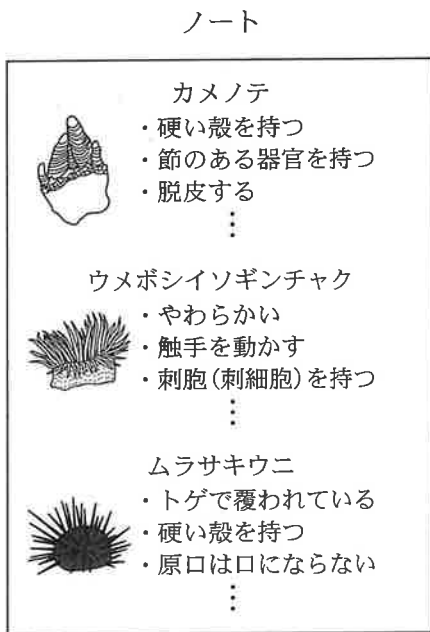 ノート
カメノテ
・硬い殻を持つ
・節のある器官を持つ
・脱皮する
⋮
ウメボシイソギンチャク
・やわらかい
・触手を動かす
・刺胞(刺細胞)を持つ
⋮
ムラサキウニ
・トゲで覆われている
・硬い殻を持つ
・原口は口にならない
⋮